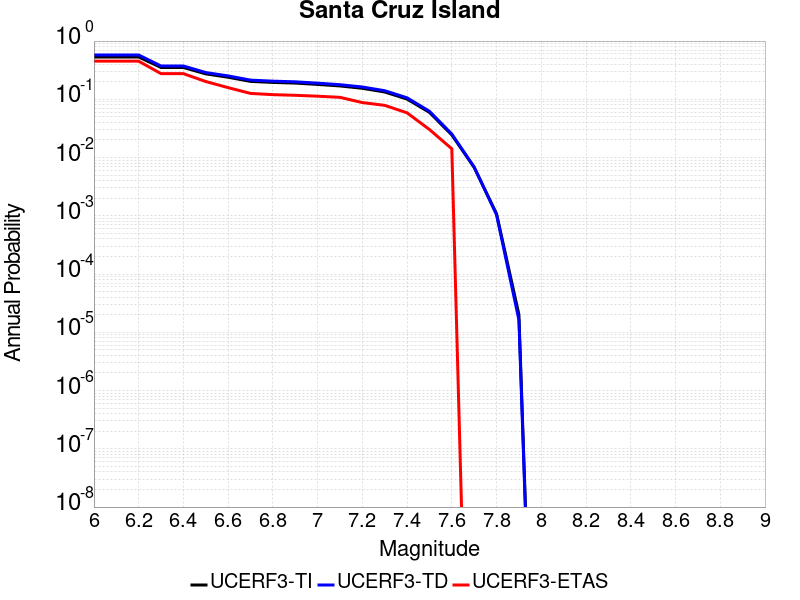 Santa Cruz Island
10^0
10^-1
10^-2
10^-3
10^-4
10^-5
10^-6
10^-7
10^-8
Annual Probability
6 6.2 6.4 6.6 6.8 7 7.2 7.4 7.6 7.8 8 8.2 8.4 8.6 8.8 9
Magnitude
UCERF3-TI UCERF3-TD UCERF3-ETAS